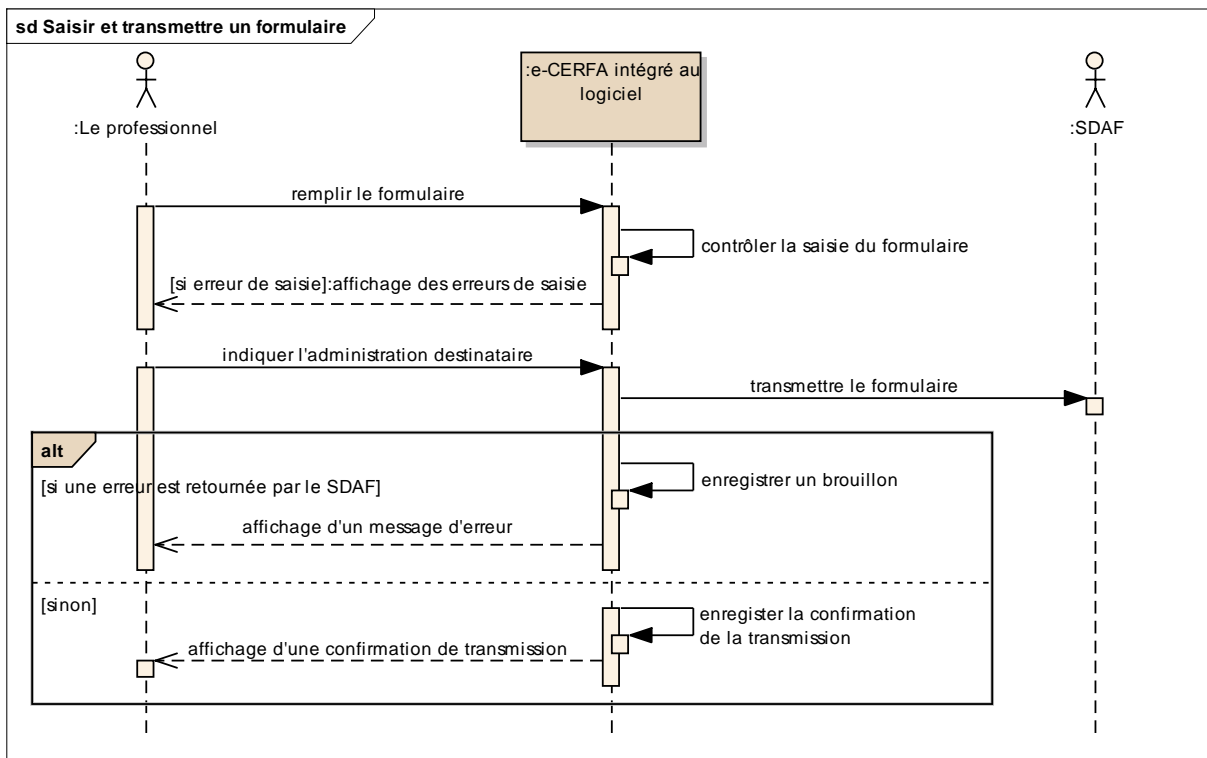 sd Saisir et transmettre un formulaire
:Le professionnel
:e-CERFA intégré au
logiciel
:SDAF
remplir le formulaire
contrôler la saisie du formulaire
[si erreur de saisie]:affichage des erreurs de saisie
indiquer l'administration destinataire
transmettre le formulaire
alt
[si une erreur est retournée par le SDAF]
enregistrer un brouillon
affichage d'un message d'erreur
[sinon]
enregister la confirmation
de la transmission
affichage d'une confirmation de transmission